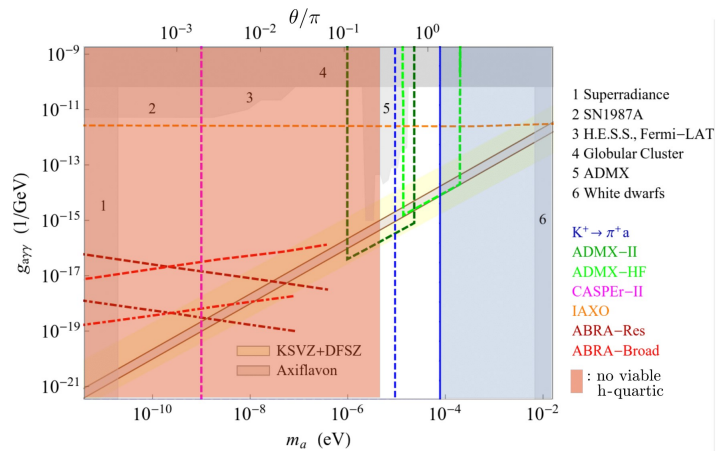 θ/π
10⁻³ 10⁻² 10⁻¹ 10⁰
10⁻⁹
10⁻¹¹
10⁻¹³
10⁻¹⁵
10⁻¹⁷
10⁻¹⁹
10⁻²¹
g_aγγ (1/GeV)
1
2
3
4
5
6
KSVZ+DFSZ
Axiflavon
10⁻¹⁰ 10⁻⁸ 10⁻⁶ 10⁻⁴ 10⁻²
m_a (eV)
1 Superradiance
2 SN1987A
3 H.E.S.S., Fermi−LAT
4 Globular Cluster
5 ADMX
6 White dwarfs
K⁺→ π⁺a
ADMX−II
ADMX−HF
CASPEr−II
IAXO
ABRA−Res
ABRA−Broad
: no viable
h−quartic